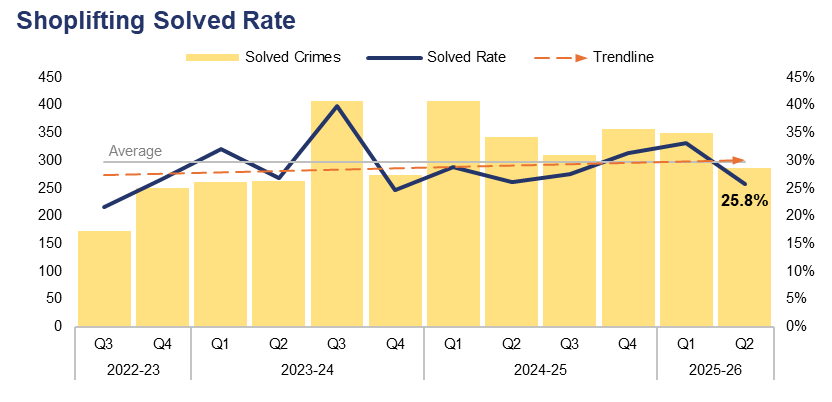 Shoplifting Solved Rate
Solved Crimes Solved Rate Trendline
450 45%
400 40%
350 35%
Average
300 30%
250 25%
25.8%
200 20%
150 15%
100 10%
50 5%
0 0%
Q3 Q4 Q1 Q2 Q3 Q4 Q1 Q2 Q3 Q4 Q1 Q2
2022-23 2023-24 2024-25 2025-26